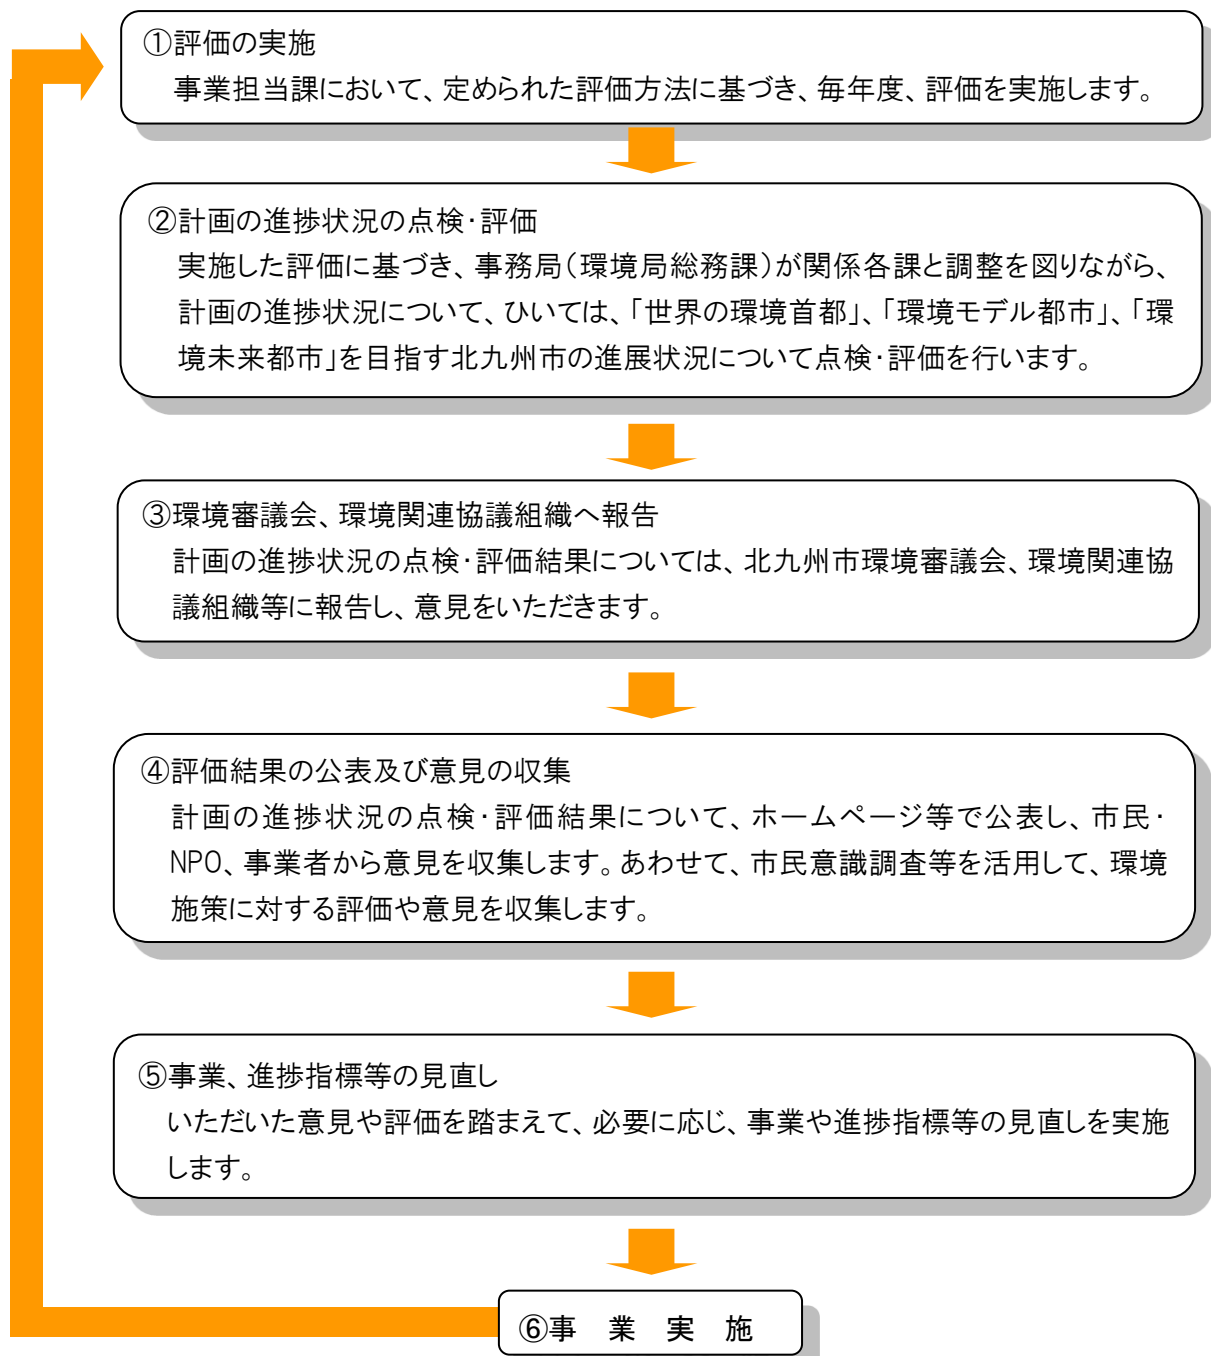 ①評価の実施
事業担当課において、定められた評価方法に基づき、毎年度、評価を実施します。
②計画の進捗状況の点検・評価
実施した評価に基づき、事務局（環境局総務課）が関係各課と調整を図りながら、
計画の進捗状況について、ひいては、「世界の環境首都」、「環境モデル都市」、「環
境未来都市」を目指す北九州市の進展状況について点検・評価を行います。
③環境審議会、環境関連協議組織へ報告
計画の進捗状況の点検・評価結果については、北九州市環境審議会、環境関連協
議組織等に報告し、意見をいただきます。
④評価結果の公表及び意見の収集
計画の進捗状況の点検・評価結果について、ホームページ等で公表し、市民・
NPO、事業者から意見を収集します。あわせて、市民意識調査等を活用して、環境
施策に対する評価や意見を収集します。
⑤事業、進捗指標等の見直し
いただいた意見や評価を踏まえて、必要に応じ、事業や進捗指標等の見直しを実施
します。
⑥事　業　実　施